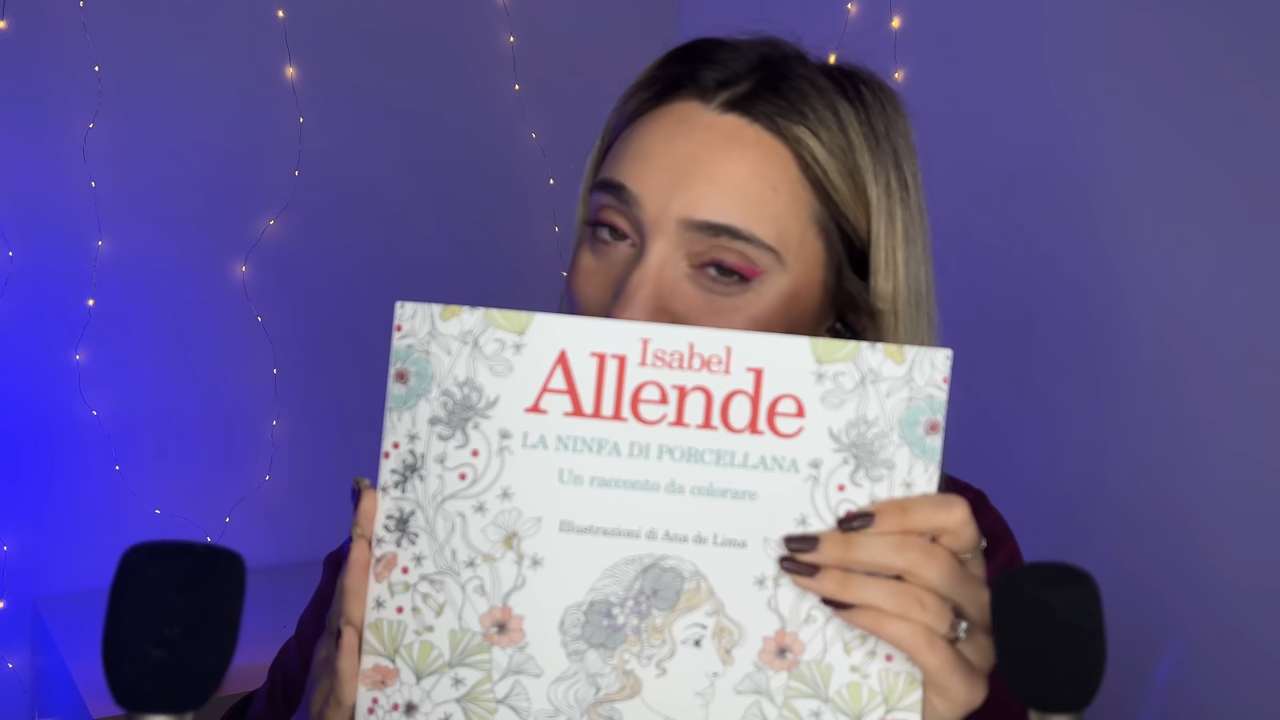 Isabel
Allende
LA NINFA DI PORCELLANA
Un racconto da colorare
Illustrazioni di Ana de Lima